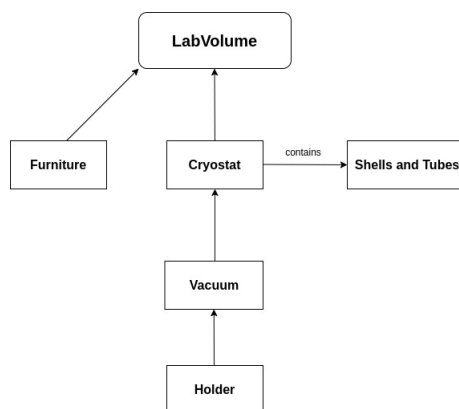 LabVolume
Furniture
Cryostat
contains
Shells and Tubes
Vacuum
Holder